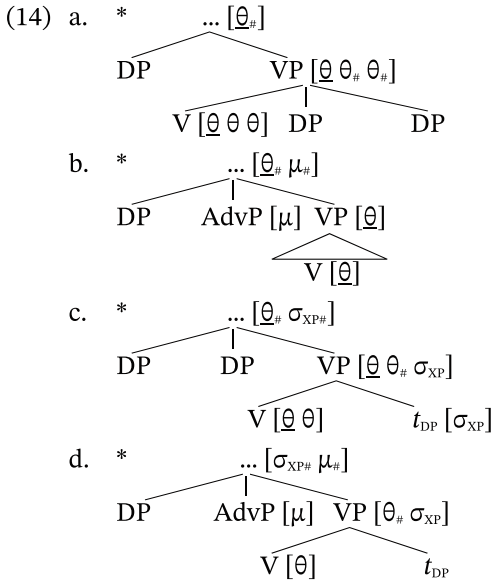 (14) a. * ... [θ̲#]
DP VP [θ̲ θ# θ#]
V [θ̲ θ θ] DP DP
b. * ... [θ̲# μ#]
DP AdvP [μ] VP [θ̲]
V [θ̲]
c. * ... [θ̲# σXP#]
DP DP VP [θ̲ θ# σXP]
V [θ̲ θ] tDP [σXP]
d. * ... [σXP# μ#]
DP AdvP [μ] VP [θ# σXP]
V [θ] tDP